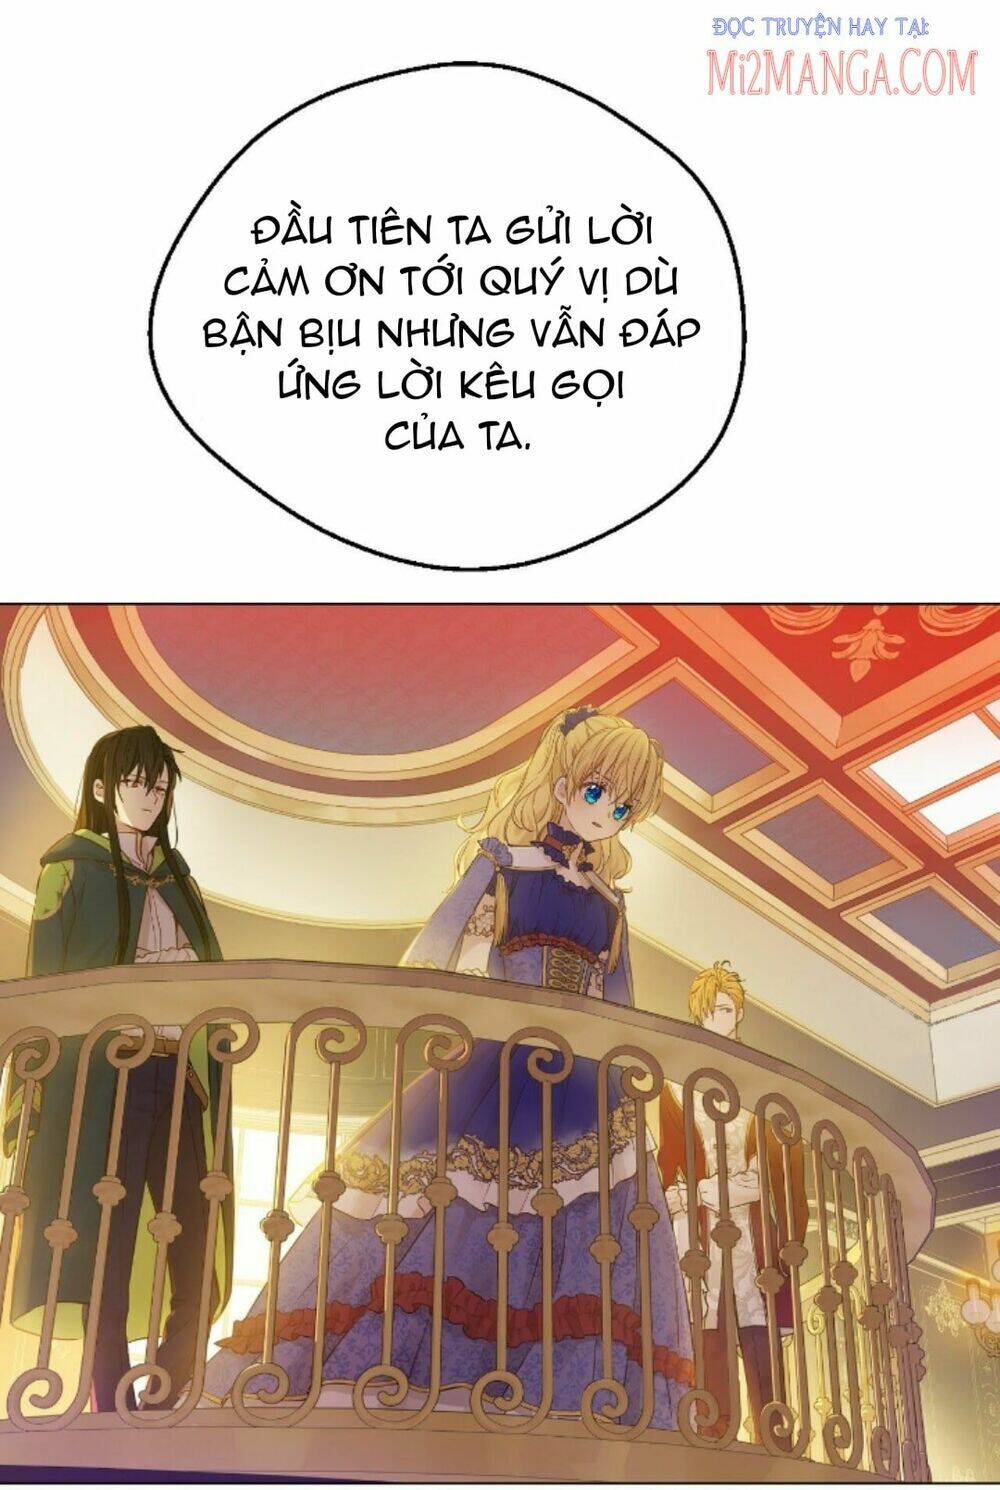 ĐỌC TRUYỆN HAY TẠI:
MI2MANGA.COM
ĐẦU TIÊN TA GỬI LỜI
CẢM ƠN TỚI QUÝ VỊ DÙ
BẬN BỊU NHƯNG VẪN ĐÁP
ỨNG LỜI KÊU GỌI
CỦA TA.